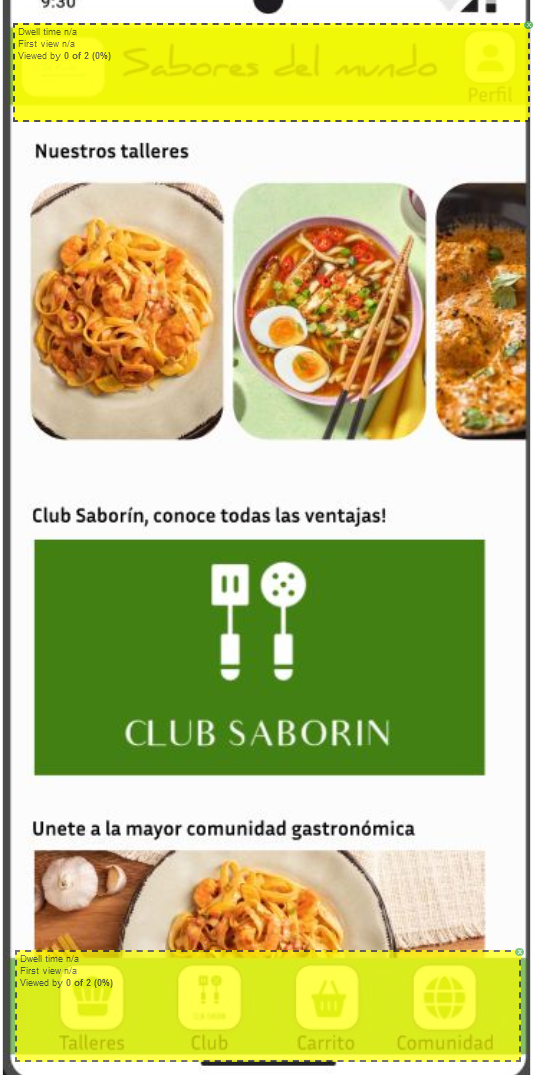 9:30
Dwell time n/a
First view n/a
Viewed by 0 of 2 (0%)
Sabores del mundo
Perfil
Nuestros talleres
Club Saborín, conoce todas las ventajas!
CLUB SABORIN
Unete a la mayor comunidad gastronómica
Dwell time n/a
First view n/a
Viewed by 0 of 2 (0%)
Talleres
Club
Carrito
Comunidad